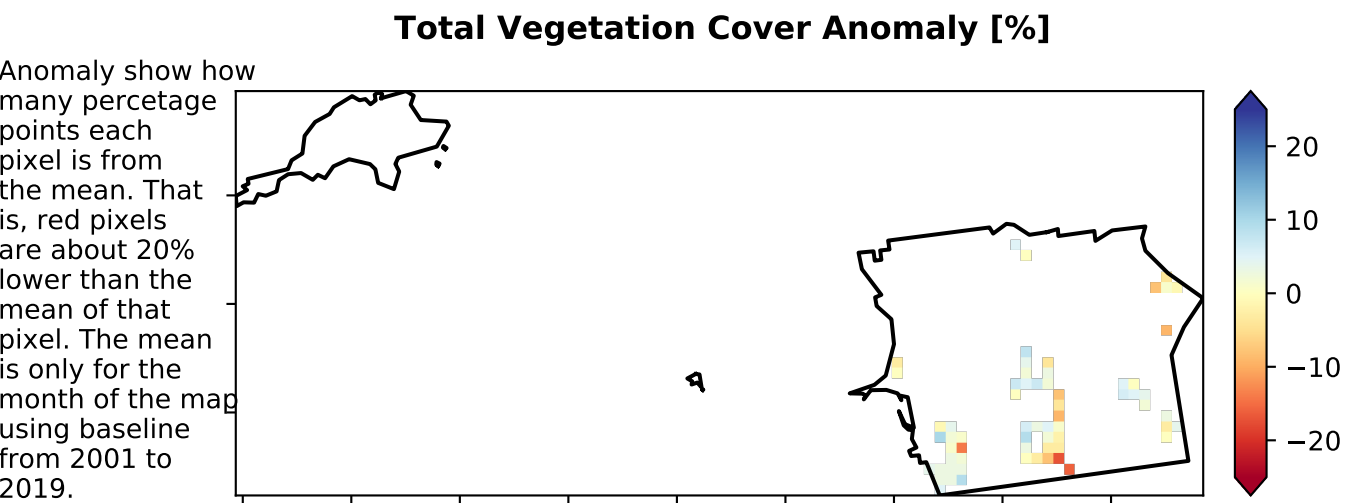 Total Vegetation Cover Anomaly [%]
Anomaly show how
many percetage
points each
pixel is from
the mean. That
is, red pixels
are about 20%
lower than the
mean of that
pixel. The mean
is only for the
month of the map
using baseline
from 2001 to
2019.
20
10
0
−10
−20